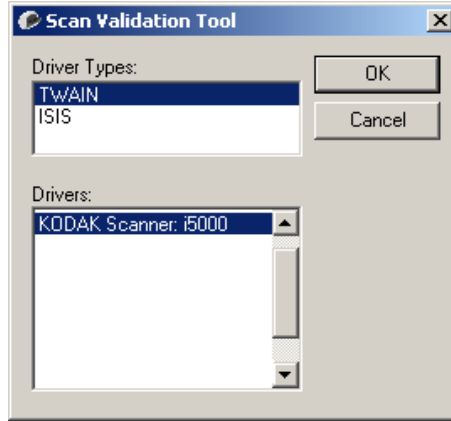 Scan Validation Tool
Driver Types:
TWAIN
ISIS
OK
Cancel
Drivers:
KODAK Scanner: i5000